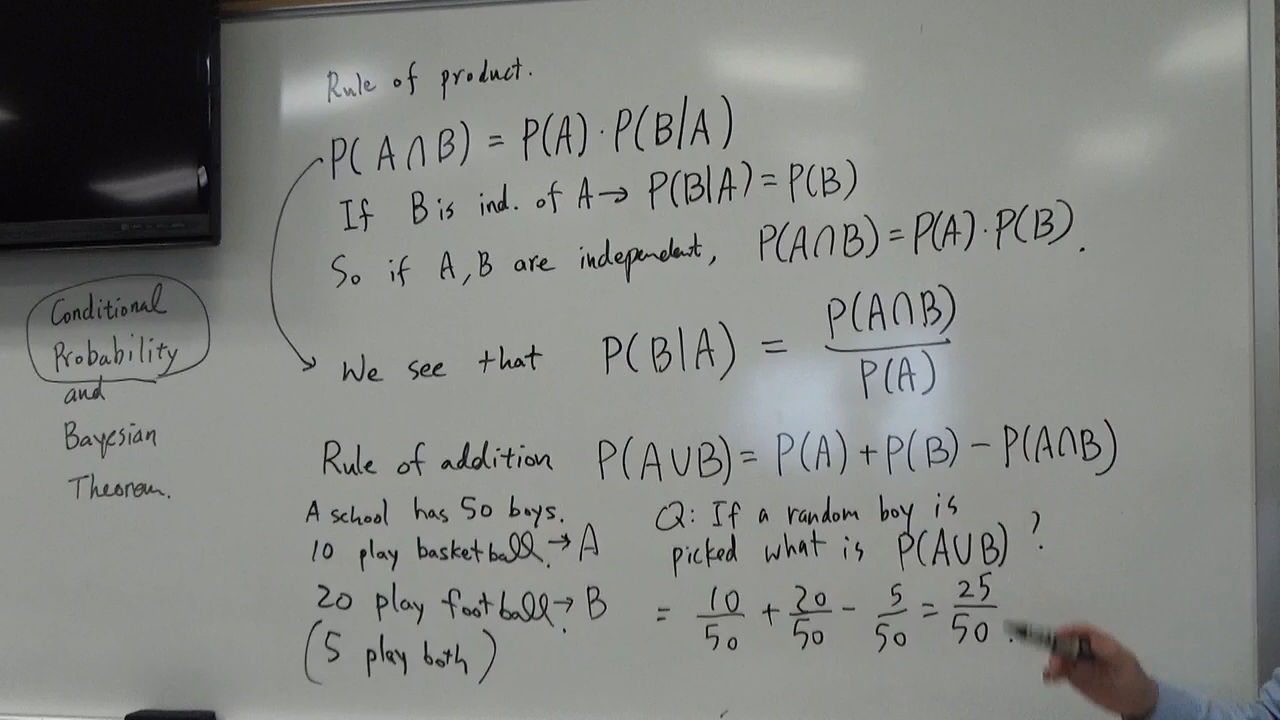 Rule of product.
P(A∩B) = P(A)·P(B|A)
If B is ind. of A → P(B|A) = P(B)
So if A, B are independent, P(A∩B) = P(A)·P(B).
We see that P(B|A) = P(A∩B) / P(A)
Conditional
Probability
and
Bayesian
Theorem.
Rule of addition P(A∪B) = P(A) + P(B) − P(A∩B)
A school has 50 boys.
10 play basketball. → A
20 play football. → B
(5 play both)
Q: If a random boy is
picked what is P(A∪B)?
= 10/50 + 20/50 − 5/50 = 25/50.